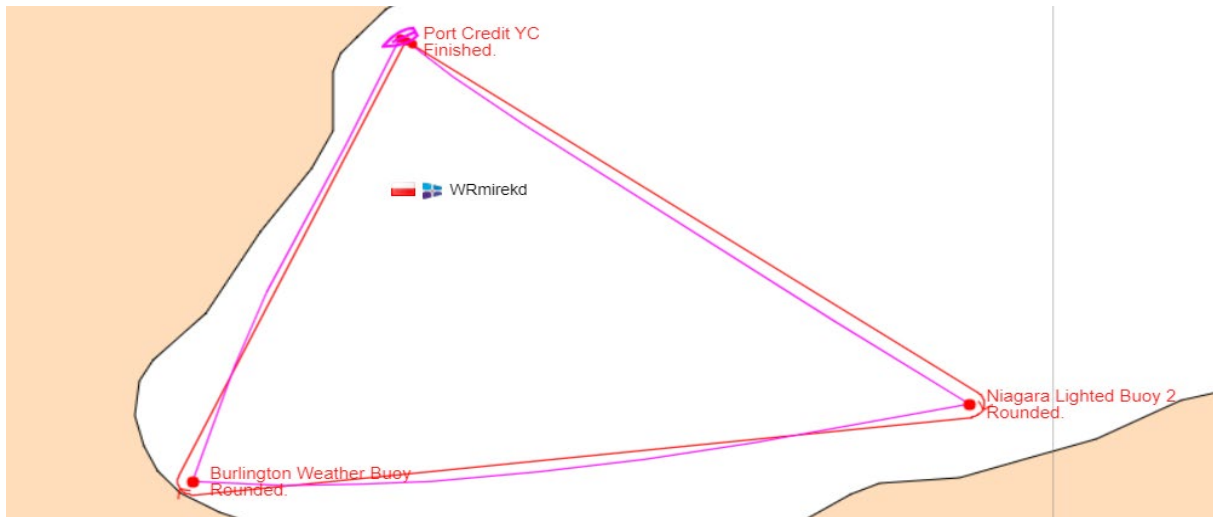 Port Credit YC
Finished.
WRmirekd
Niagara Lighted Buoy 2
Rounded.
Burlington Weather Buoy
Rounded.